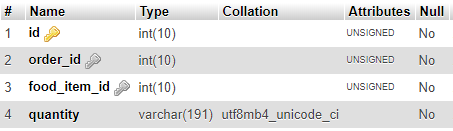 # Name Type Collation Attributes Null
1 id int(10) UNSIGNED No
2 order_id int(10) UNSIGNED No
3 food_item_id int(10) UNSIGNED No
4 quantity varchar(191) utf8mb4_unicode_ci No